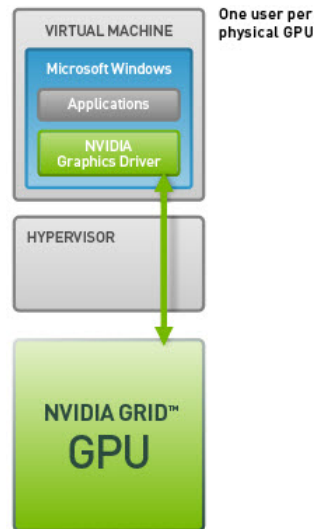 VIRTUAL MACHINE
One user per
physical GPU
Microsoft Windows
Applications
NVIDIA
Graphics Driver
HYPERVISOR
NVIDIA GRID™
GPU